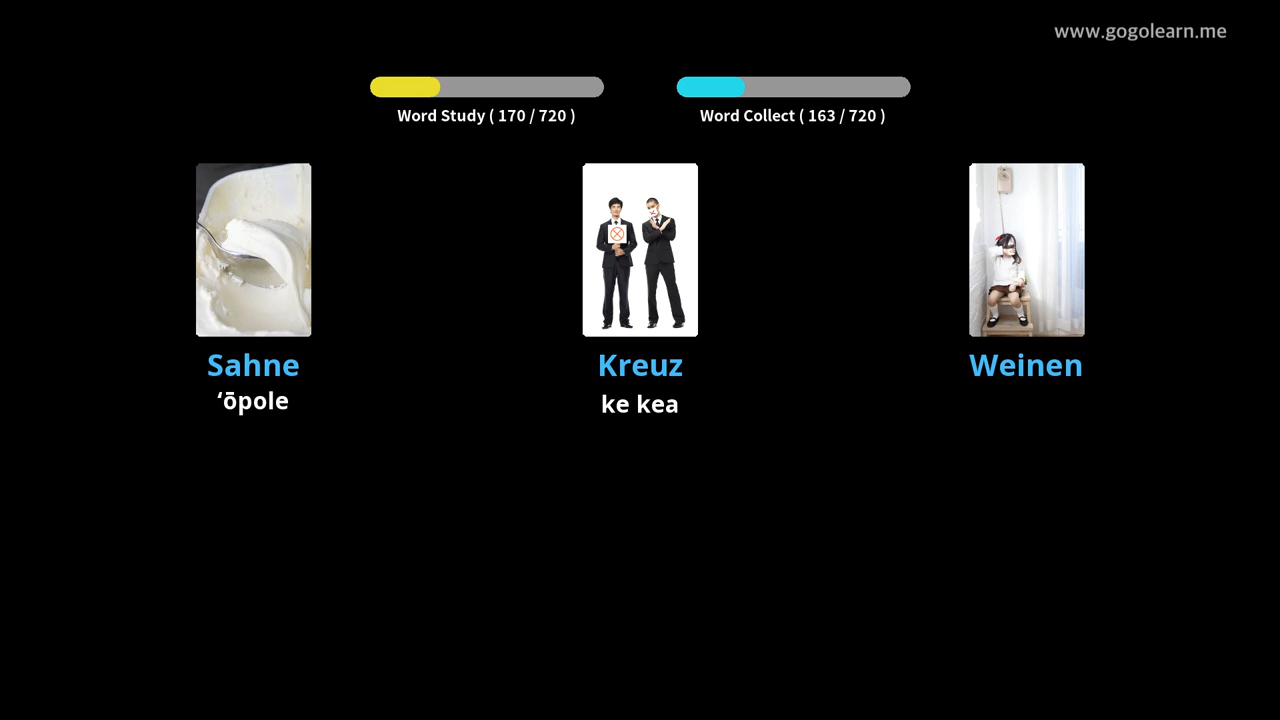 www.gogolearn.me
Word Study ( 170 / 720 )
Word Collect ( 163 / 720 )
Sahne
ʻōpole
Kreuz
ke kea
Weinen